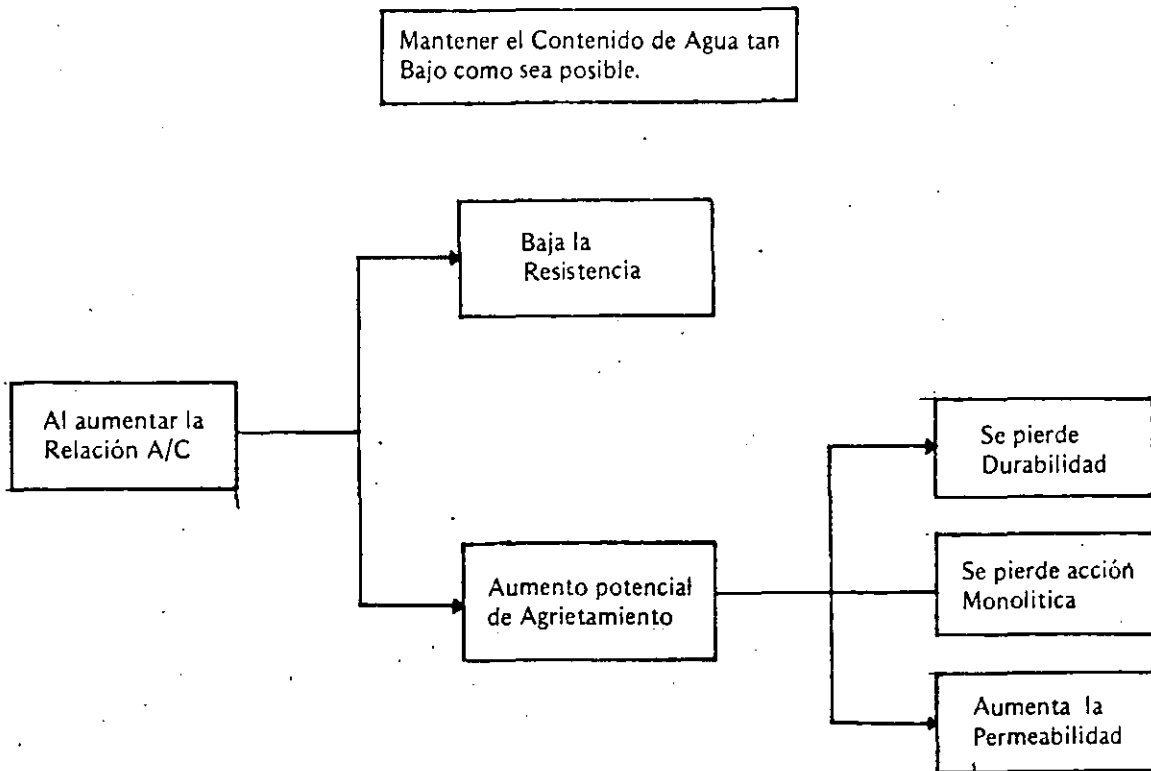 Mantener el Contenido de Agua tan
Bajo como sea posible.
Baja la
Resistencia
Al aumentar la
Relación A/C
Aumento potencial
de Agrietamiento
Se pierde
Durabilidad
Se pierde acción
Monolitica
Aumenta la
Permeabilidad